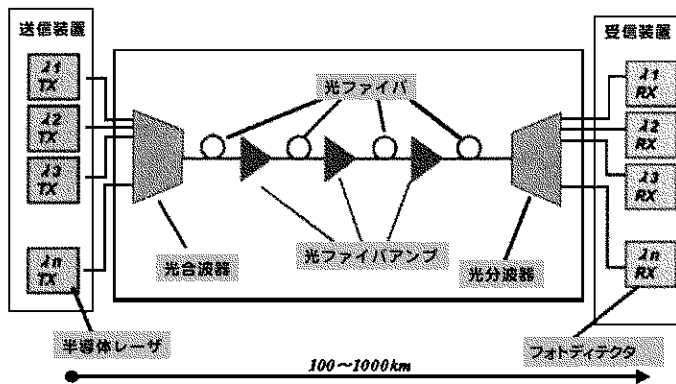 送信装置
受信装置
λ1
TX
λ2
TX
λ3
TX
λn
TX
光ファイバ
光合波器
光ファイバアンプ
光分波器
λ1
RX
λ2
RX
λ3
RX
λn
RX
半導体レーザ
フォトディテクタ
100～1000km